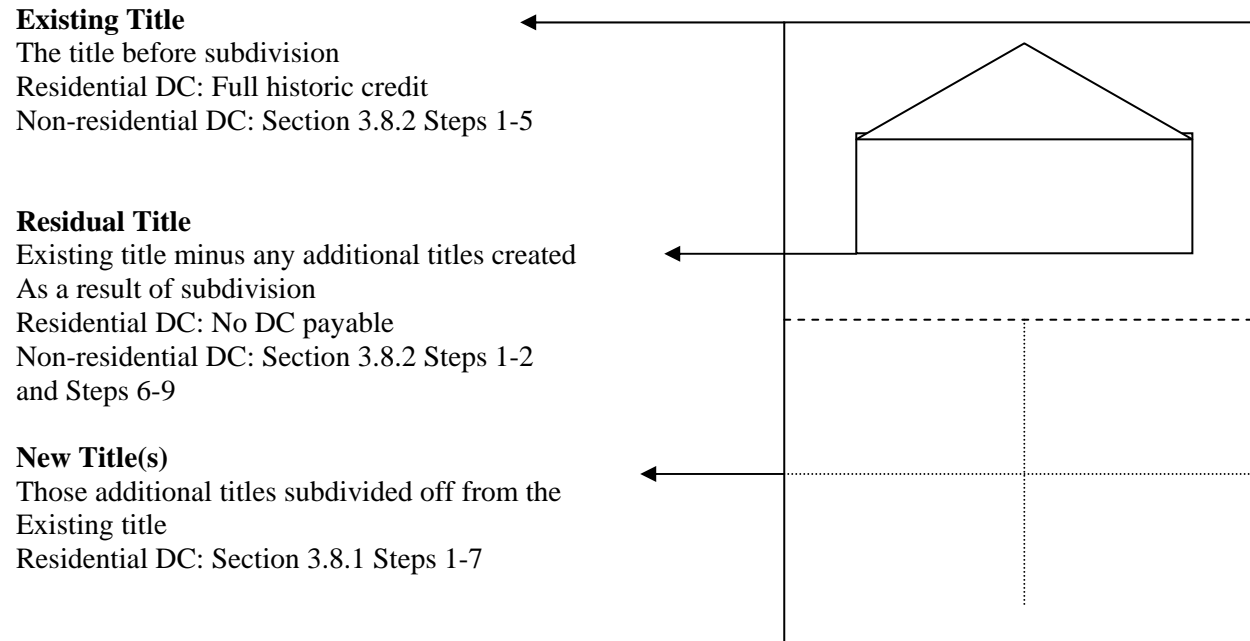 Existing Title
The title before subdivision
Residential DC: Full historic credit
Non-residential DC: Section 3.8.2 Steps 1-5
Residual Title
Existing title minus any additional titles created
As a result of subdivision
Residential DC: No DC payable
Non-residential DC: Section 3.8.2 Steps 1-2
and Steps 6-9
New Title(s)
Those additional titles subdivided off from the
Existing title
Residential DC: Section 3.8.1 Steps 1-7